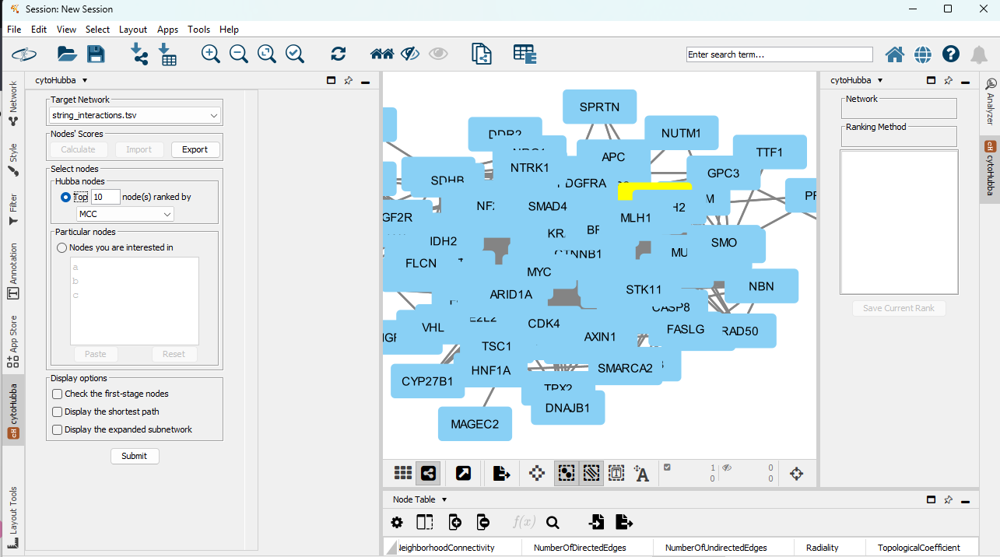 Session: New Session
File Edit View Select Layout Apps Tools Help
Enter search term...
Network
Style
Filter
Annotation
App Store
cytoHubba
Layout Tools
cytoHubba
Target Network
string_interactions.tsv
Nodes' Scores
Calculate Import Export
Select nodes
Hubba nodes
Top 10 node(s) ranked by
MCC
Particular nodes
Nodes you are interested in
a
b
c
Paste Reset
Display options
Check the first-stage nodes
Display the shortest path
Display the expanded subnetwork
Submit
SPRTN
DDR2
NUTM1
APC
TTF1
NTRK1
GPC3
SDHB
DGFRA
M
PF
NF2
SMAD4
H2
GF2R
MLH1
KR
BF
IDH2
SMO
CTNNB1
MU
FLCN
MYC
STK11
NBN
ARID1A
CASP8
CDK4
VHL
FASLG
RAD50
AXIN1
TSC1
HNF1A
SMARCA2
CYP27B1
TPX2
DNAJB1
MAGEC2
1
0
0
0
Node Table
f(x)
NeighborhoodConnectivity NumberOfDirectedEdges NumberOfUndirectedEdges Radiality TopologicalCoefficient
cytoHubba
Network
Ranking Method
Save Current Rank
Analyzer
cH cytoHubba